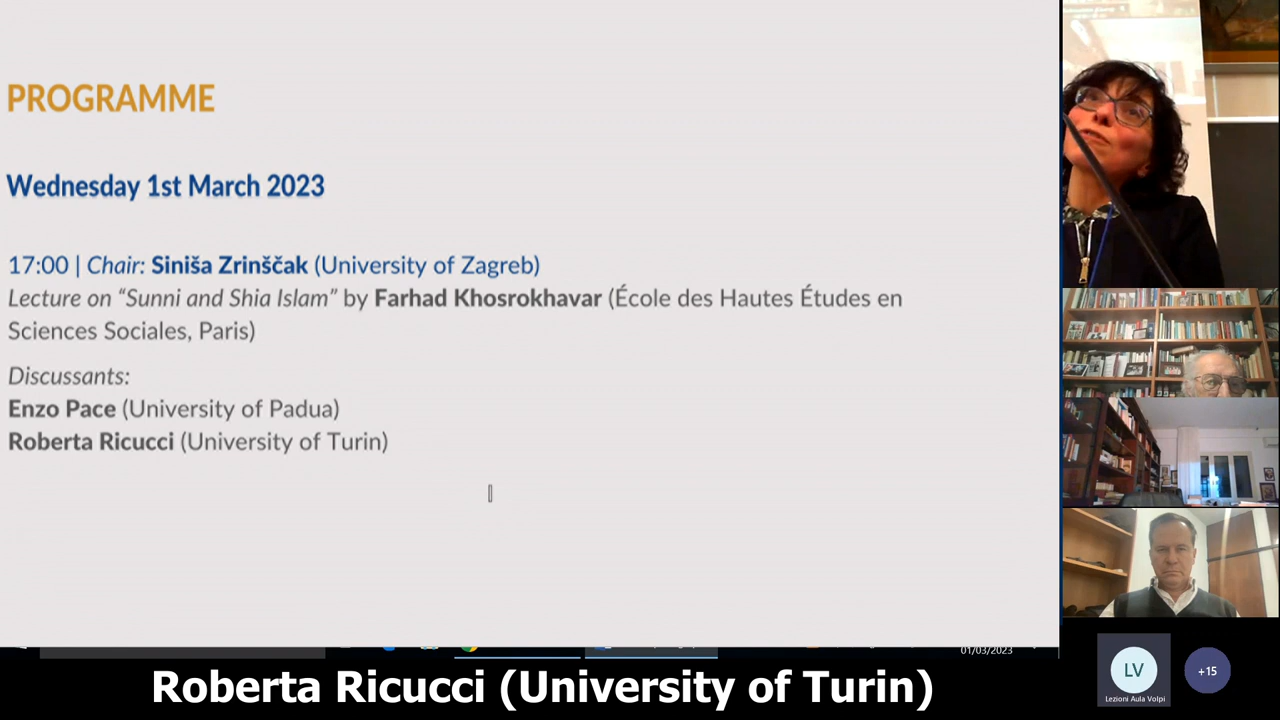 PROGRAMME
Wednesday 1st March 2023
17:00 | Chair: Siniša Zrinščak (University of Zagreb)
Lecture on “Sunni and Shia Islam” by Farhad Khosrokhavar (École des Hautes Études en
Sciences Sociales, Paris)
Discussants:
Enzo Pace (University of Padua)
Roberta Ricucci (University of Turin)
01/03/2023
Roberta Ricucci (University of Turin)
LV
Lezioni Aula Volpi
+15